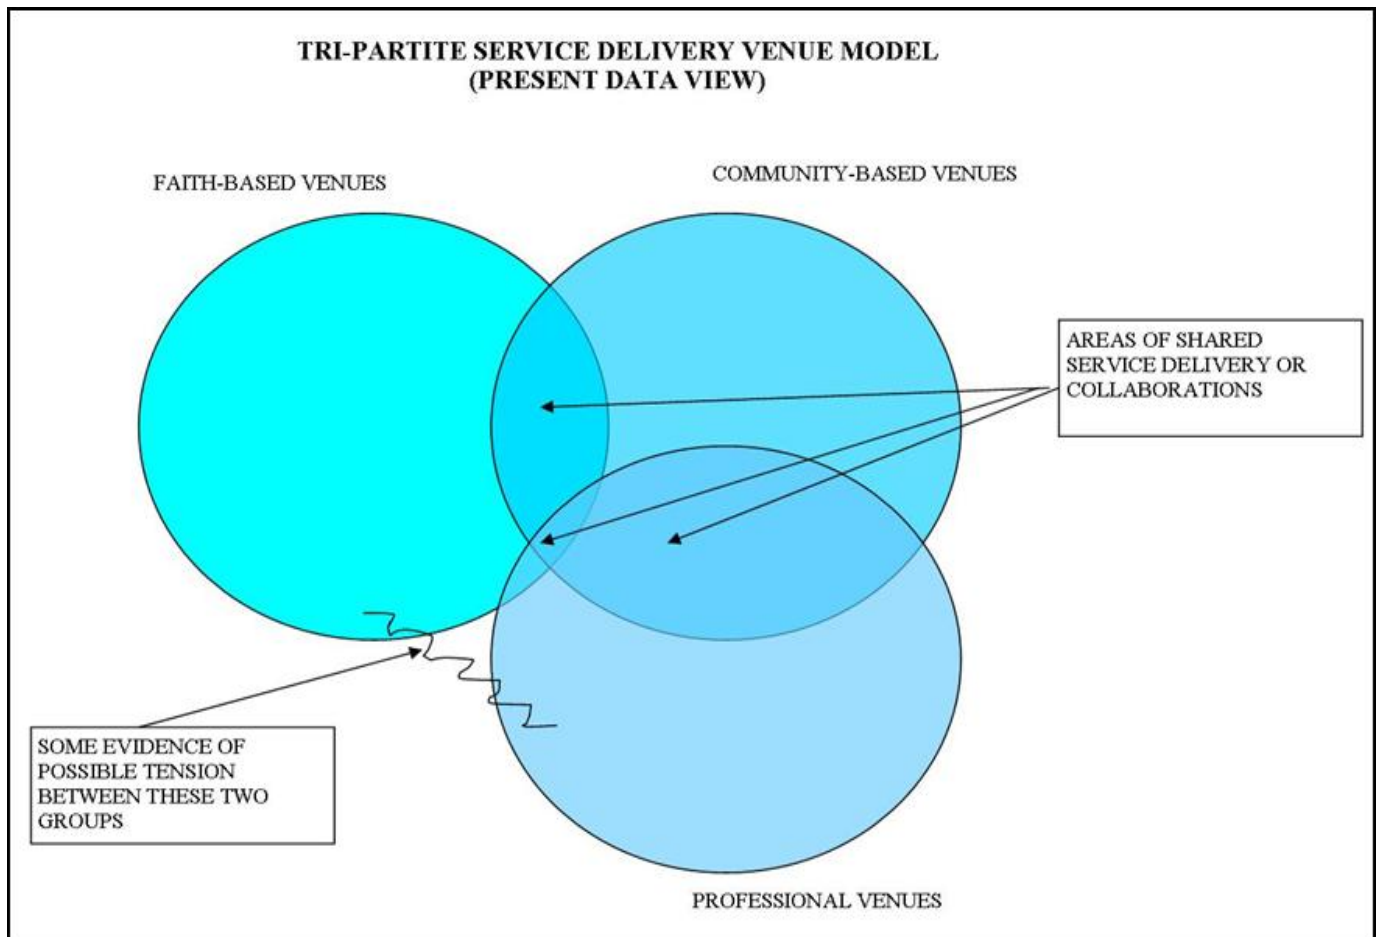 TRI-PARTITE SERVICE DELIVERY VENUE MODEL
(PRESENT DATA VIEW)
FAITH-BASED VENUES
COMMUNITY-BASED VENUES
AREAS OF SHARED
SERVICE DELIVERY OR
COLLABORATIONS
SOME EVIDENCE OF
POSSIBLE TENSION
BETWEEN THESE TWO
GROUPS
PROFESSIONAL VENUES